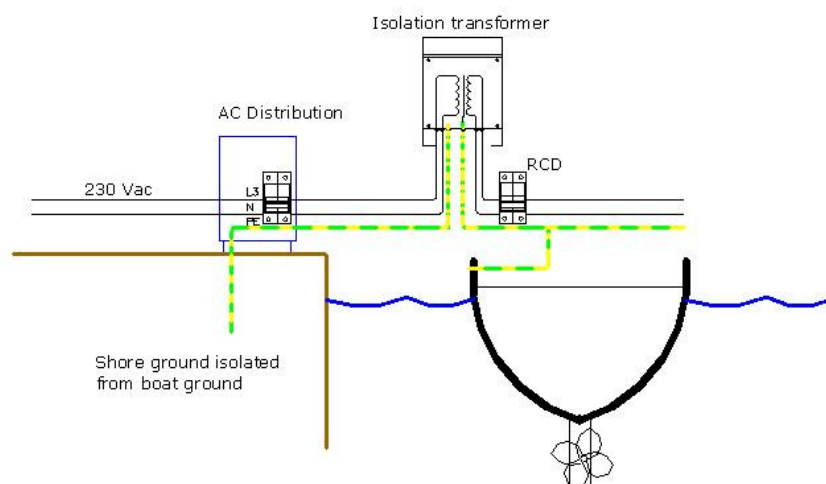 Isolation transformer
AC Distribution
RCD
230 Vac
L3
N
PE
Shore ground isolated
from boat ground